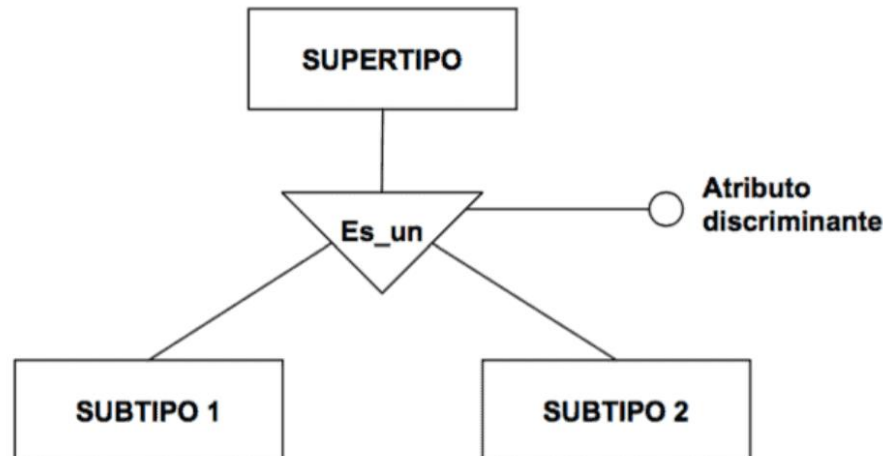 SUPERTIPO
Es_un
Atributo
discriminante
SUBTIPO 1
SUBTIPO 2